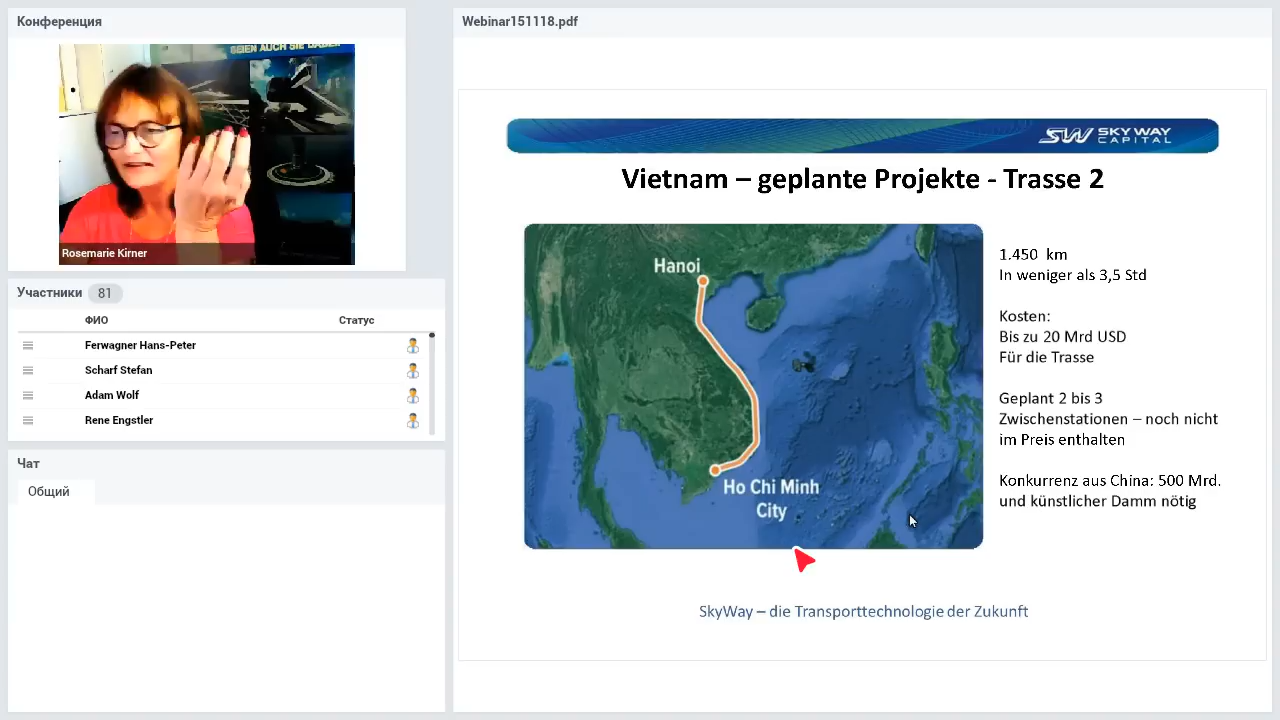 Конференция
SEIEN AUCH SIE DABEI
Rosemarie Kirner
Участники 81
ФИО Статус
Ferwagner Hans-Peter
Scharf Stefan
Adam Wolf
Rene Engstler
Чат
Общий
Webinar151118.pdf
SW SKY WAY
CAPITAL
Vietnam – geplante Projekte - Trasse 2
Hanoi
Ho Chi Minh
City
1.450 km
In weniger als 3,5 Std
Kosten:
Bis zu 20 Mrd USD
Für die Trasse
Geplant 2 bis 3
Zwischenstationen – noch nicht
im Preis enthalten
Konkurrenz aus China: 500 Mrd.
und künstlicher Damm nötig
SkyWay – die Transporttechnologie der Zukunft